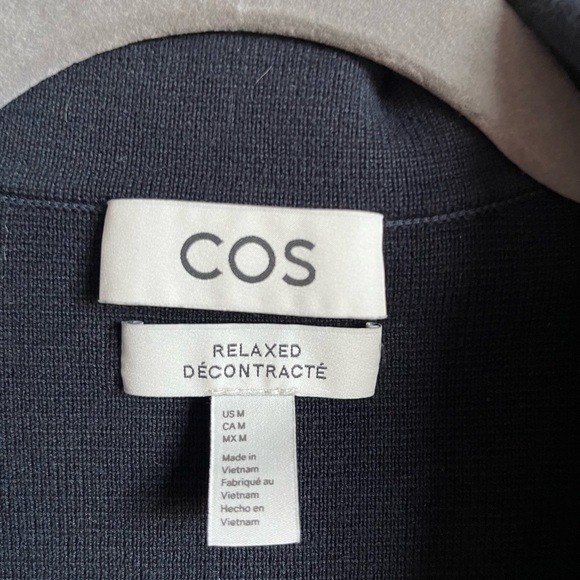 COS
RELAXED
DÉCONTRACTÉ
US M
CA M
MX M
Made in
Vietnam
Fabriqué au
Vietnam
Hecho en
Vietnam